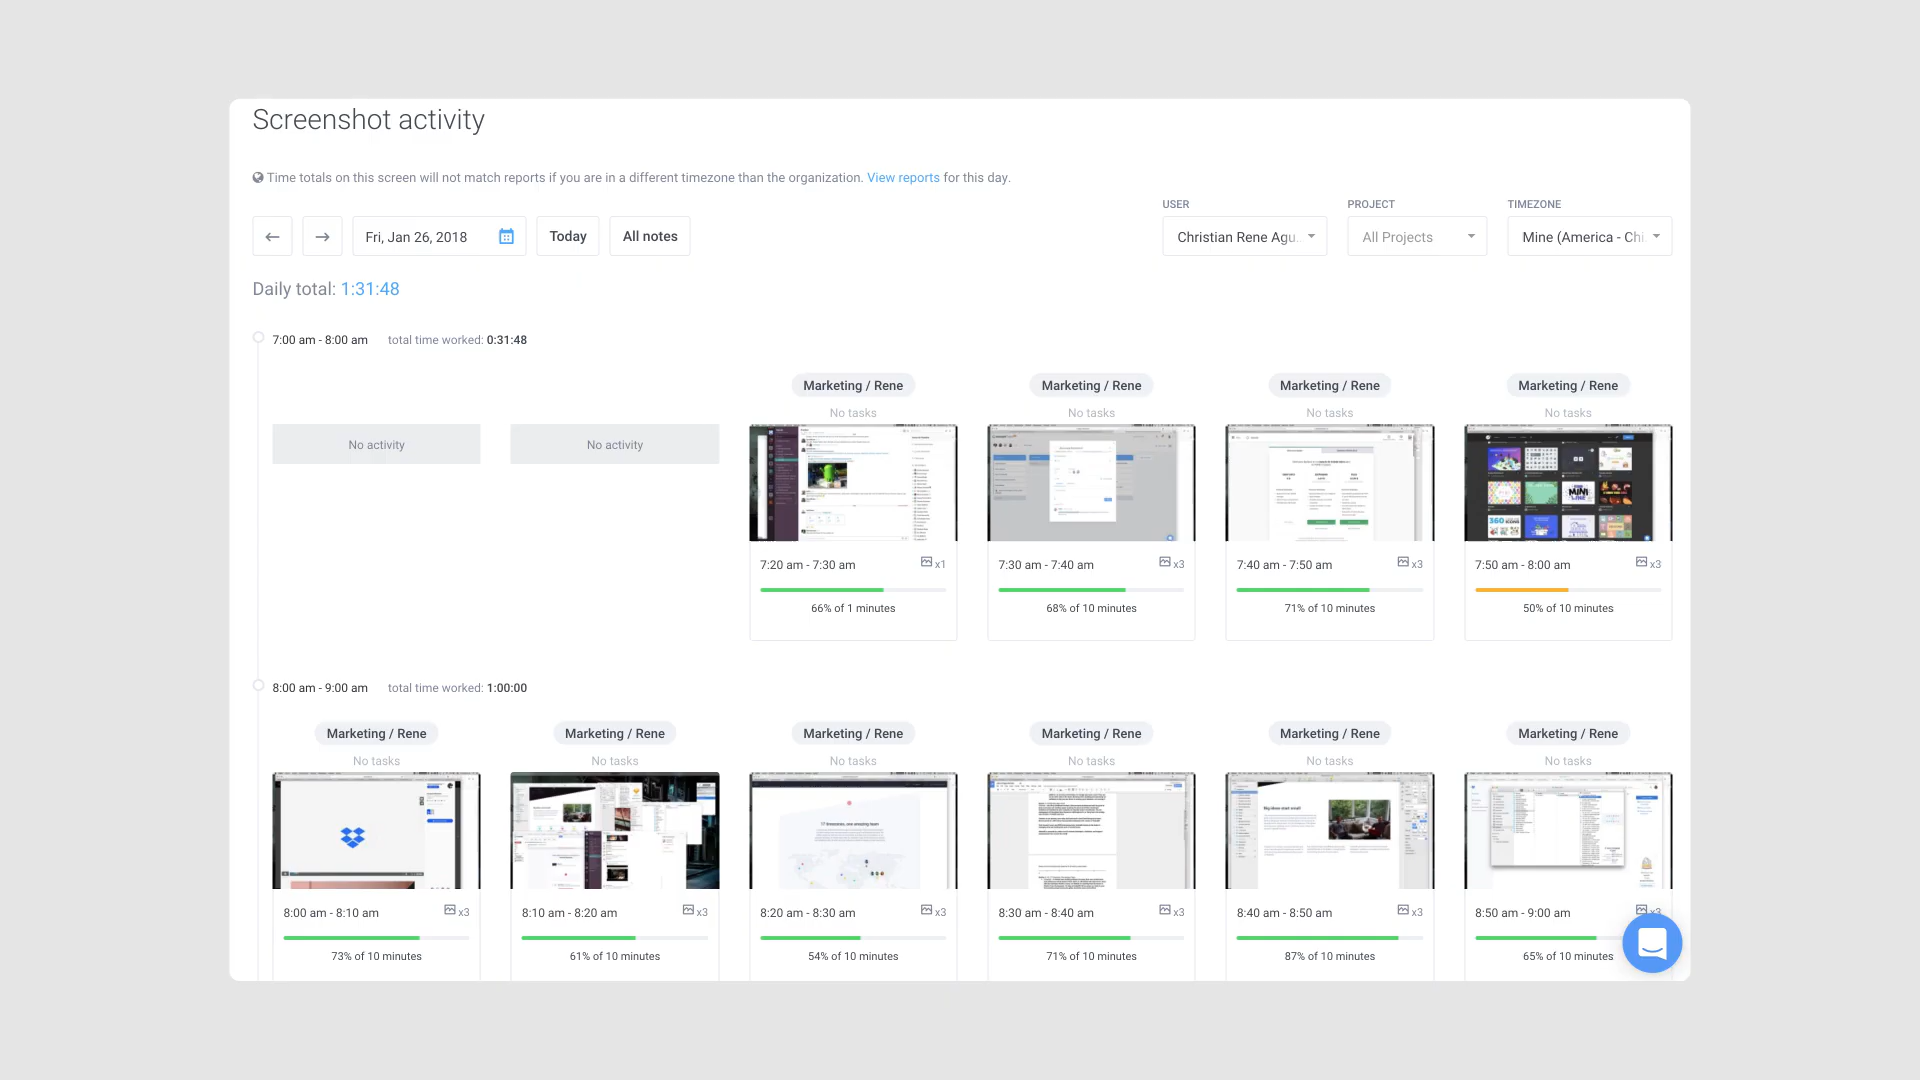 Screenshot activity
Time totals on this screen will not match reports if you are in a different timezone than the organization. View reports for this day.
USER PROJECT TIMEZONE
Fri, Jan 26, 2018 Today All notes Christian Rene Agu.. All Projects Mine (America - Chi.
Daily total: 1:31:48
7:00 am - 8:00 am total time worked: 0:31:48
Marketing / Rene Marketing / Rene Marketing / Rene Marketing / Rene
No tasks No tasks No tasks No tasks
No activity No activity
7:20 am - 7:30 am x1 7:30 am - 7:40 am x3 7:40 am - 7:50 am x3 7:50 am - 8:00 am x3
66% of 1 minutes 68% of 10 minutes 71% of 10 minutes 50% of 10 minutes
8:00 am - 9:00 am total time worked: 1:00:00
Marketing / Rene Marketing / Rene Marketing / Rene Marketing / Rene Marketing / Rene Marketing / Rene
No tasks No tasks No tasks No tasks No tasks No tasks
Big ideas start small
17 timezones, one amazing team
8:00 am - 8:10 am x3 8:10 am - 8:20 am x3 8:20 am - 8:30 am x3 8:30 am - 8:40 am x3 8:40 am - 8:50 am x3 8:50 am - 9:00 am x3
73% of 10 minutes 61% of 10 minutes 54% of 10 minutes 71% of 10 minutes 87% of 10 minutes 65% of 10 minutes